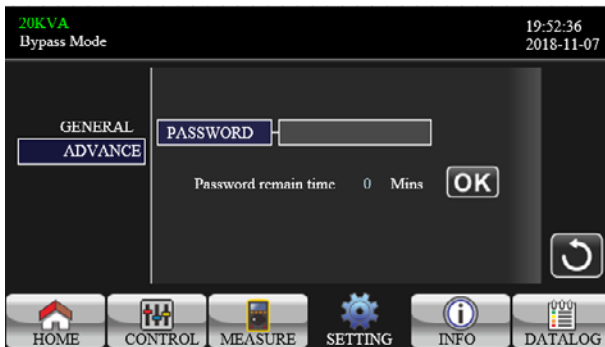 20KVA
Bypass Mode
19:52:36
2018-11-07
GENERAL
ADVANCE
PASSWORD
Password remain time 0 Mins
OK
HOME
CONTROL
MEASURE
SETTING
INFO
DATALOG